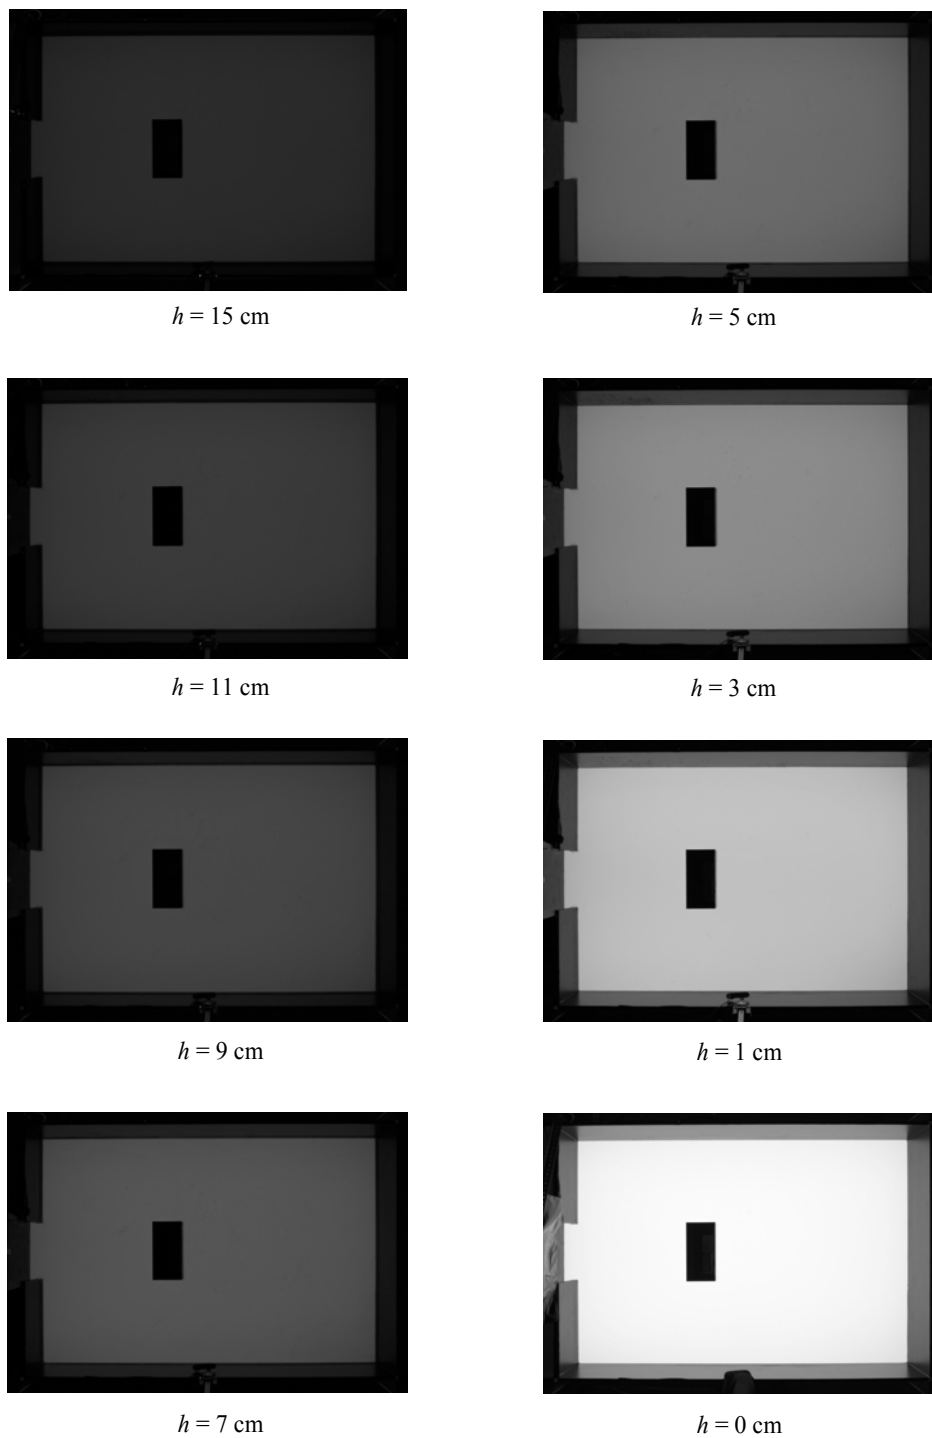 h = 15 cm
h = 5 cm
h = 11 cm
h = 3 cm
h = 9 cm
h = 1 cm
h = 7 cm
h = 0 cm